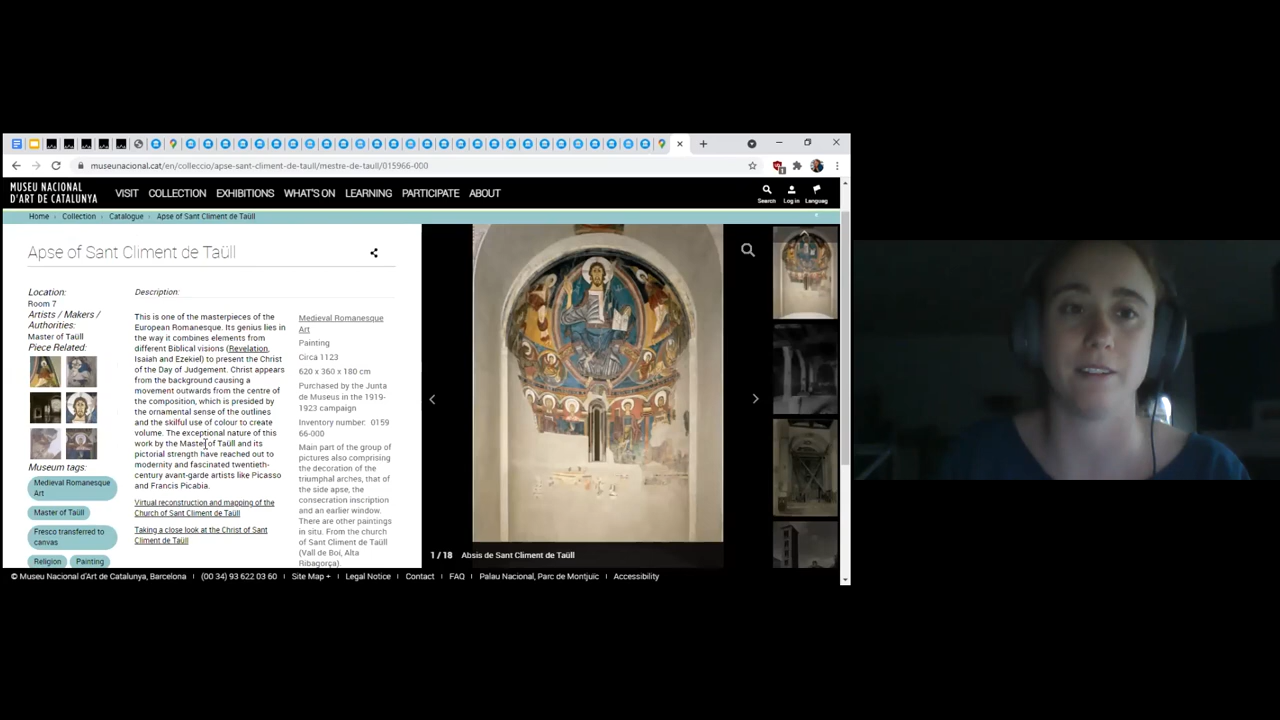 museunacional.cat/en/colleccio/apse-sant-climent-de-taull/mestre-de-taull/015966-000
MUSEU NACIONAL
D'ART DE CATALUNYA
VISIT COLLECTION EXHIBITIONS WHAT'S ON LEARNING PARTICIPATE ABOUT
Search Log in Languag
Home › Collection › Catalogue › Apse of Sant Climent de Taüll
Apse of Sant Climent de Taüll
Location:
Room 7
Artists / Makers /
Authorities:
Master of Taüll
Piece Related:
Museum tags:
Medieval Romanesque
Art
Master of Taüll
Fresco transferred to
canvas
Religion Painting
Description:
This is one of the masterpieces of the
European Romanesque. Its genius lies in
the way it combines elements from
different Biblical visions (Revelation,
Isaiah and Ezekiel) to present the Christ
of the Day of Judgement. Christ appears
from the background causing a
movement outwards from the centre of
the composition, which is presided by
the ornamental sense of the outlines
and the skilful use of colour to create
volume. The exceptional nature of this
work by the Master of Taüll and its
pictorial strength have reached out to
modernity and fascinated twentieth-
century avant-garde artists like Picasso
and Francis Picabia.
Virtual reconstruction and mapping of the
Church of Sant Climent de Taüll
Taking a close look at the Christ of Sant
Climent de Taüll
Medieval Romanesque
Art
Painting
Circa 1123
620 x 360 x 180 cm
Purchased by the Junta
de Museus in the 1919-
1923 campaign
Inventory number: 0159
66-000
Main part of the group of
pictures also comprising
the decoration of the
triumphal arches, that of
the side apse, the
consecration inscription
and an earlier window.
There are other paintings
in situ. From the church
of Sant Climent de Taüll
(Vall de Boi, Alta
Ribagorça).
1 / 18 Absis de Sant Climent de Taüll
© Museu Nacional d'Art de Catalunya, Barcelona • (00 34) 93 622 03 60 • Site Map + • Legal Notice • Contact • FAQ • Palau Nacional, Parc de Montjuïc • Accessibility